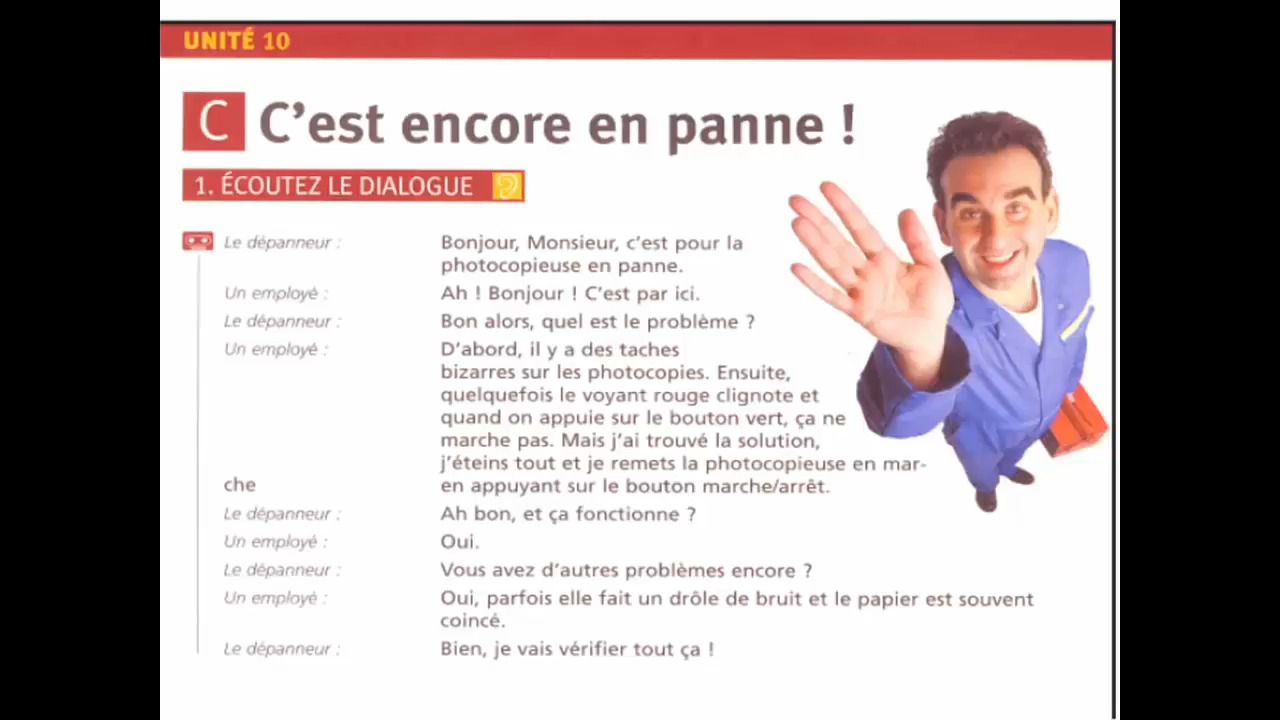 UNITÉ 10
C C'est encore en panne !
1. ÉCOUTEZ LE DIALOGUE
Le dépanneur : Bonjour, Monsieur, c'est pour la
photocopieuse en panne.
Un employé : Ah ! Bonjour ! C'est par ici.
Le dépanneur : Bon alors, quel est le problème ?
Un employé : D'abord, il y a des taches
bizarres sur les photocopies. Ensuite,
quelquefois le voyant rouge clignote et
quand on appuie sur le bouton vert, ça ne
marche pas. Mais j'ai trouvé la solution,
j'éteins tout et je remets la photocopieuse en mar-
che en appuyant sur le bouton marche/arrêt.
Le dépanneur : Ah bon, et ça fonctionne ?
Un employé : Oui.
Le dépanneur : Vous avez d'autres problèmes encore ?
Un employé : Oui, parfois elle fait un drôle de bruit et le papier est souvent
coincé.
Le dépanneur : Bien, je vais vérifier tout ça !